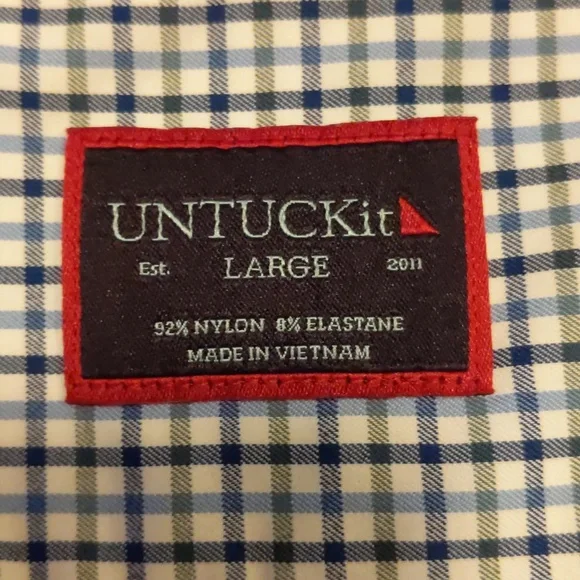 UNTUCKit
Est. LARGE 2011
92% NYLON 8% ELASTANE
MADE IN VIETNAM